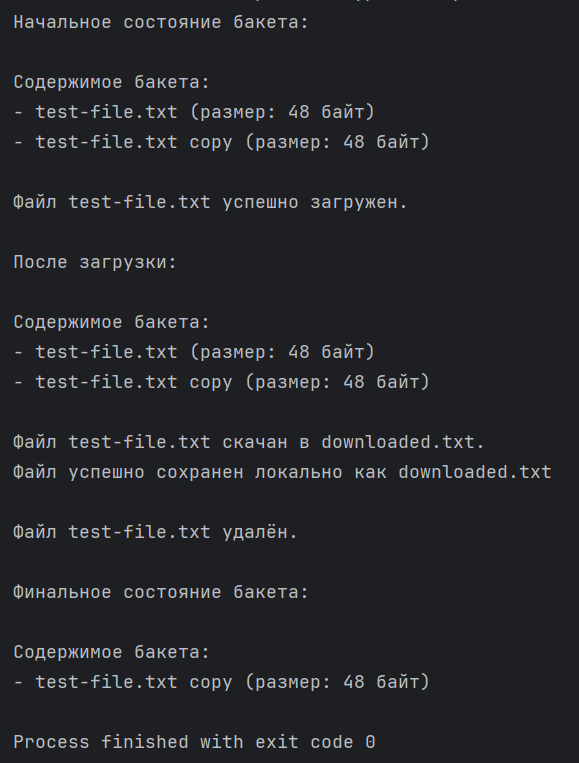 Начальное состояние бакета:
Содержимое бакета:
- test-file.txt (размер: 48 байт)
- test-file.txt copy (размер: 48 байт)
Файл test-file.txt успешно загружен.
После загрузки:
Содержимое бакета:
- test-file.txt (размер: 48 байт)
- test-file.txt copy (размер: 48 байт)
Файл test-file.txt скачан в downloaded.txt.
Файл успешно сохранен локально как downloaded.txt
Файл test-file.txt удалён.
Финальное состояние бакета:
Содержимое бакета:
- test-file.txt copy (размер: 48 байт)
Process finished with exit code 0